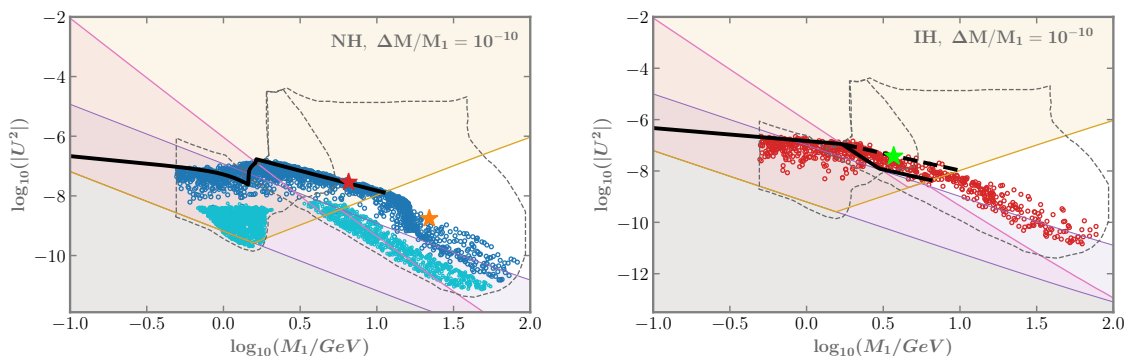 NH, ΔM/M₁ = 10⁻¹⁰
−2
−4
−6
−8
−10
log₁₀(|U²|)
−1.0 −0.5 0.0 0.5 1.0 1.5 2.0
log₁₀(M₁/GeV)
IH, ΔM/M₁ = 10⁻¹⁰
−2
−4
−6
−8
−10
−12
log₁₀(|U²|)
−1.0 −0.5 0.0 0.5 1.0 1.5 2.0
log₁₀(M₁/GeV)